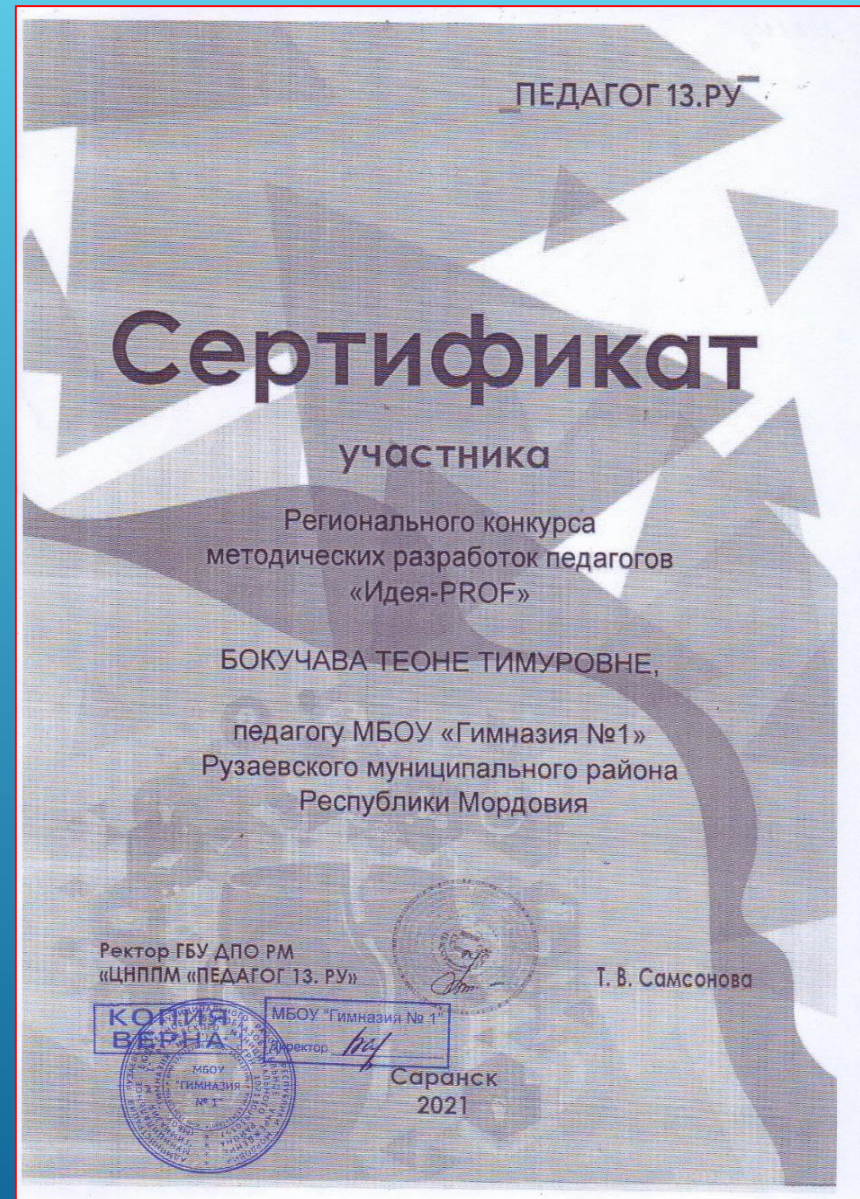 ПЕДАГОГ 13.РУ
Сертификат
участника
Регионального конкурса
методических разработок педагогов
«Идея-PROF»
БОКУЧАВА ТЕОНЕ ТИМУРОВНЕ,
педагогу МБОУ «Гимназия №1»
Рузаевского муниципального района
Республики Мордовия
Ректор ГБУ ДПО РМ
«ЦНППМ «ПЕДАГОГ 13. РУ»
Т. В. Самсонова
КОПИЯ
ВЕРНА
МБОУ "Гимназия № 1"
Директор
МБОУ
"ГИМНАЗИЯ
№ 1"
Саранск
2021